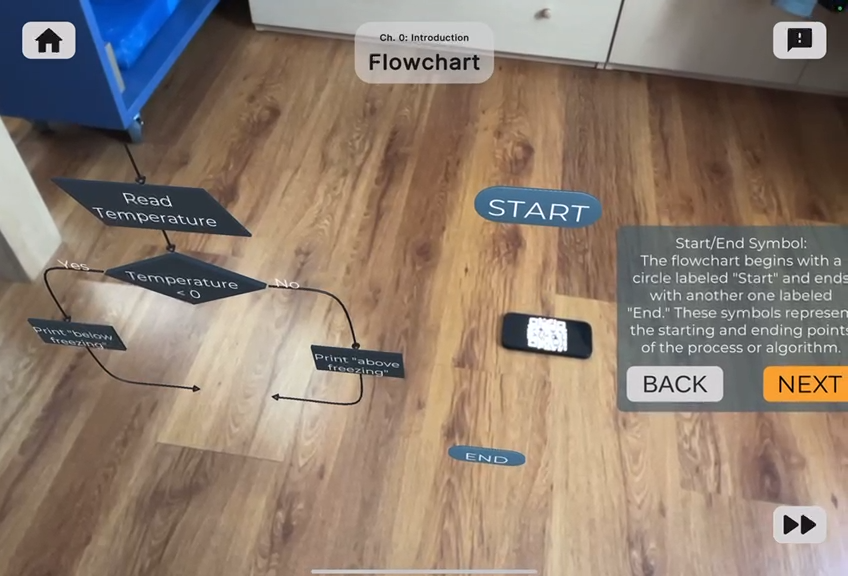 Ch. 0: Introduction
Flowchart
Read
Temperature
Yes
Temperature
< 0
No
Print "below
freezing"
Print "above
freezing"
START
END
Start/End Symbol:
The flowchart begins with a
circle labeled "Start" and ends
with another one labeled
"End." These symbols represen
the starting and ending points
of the process or algorithm.
BACK
NEXT